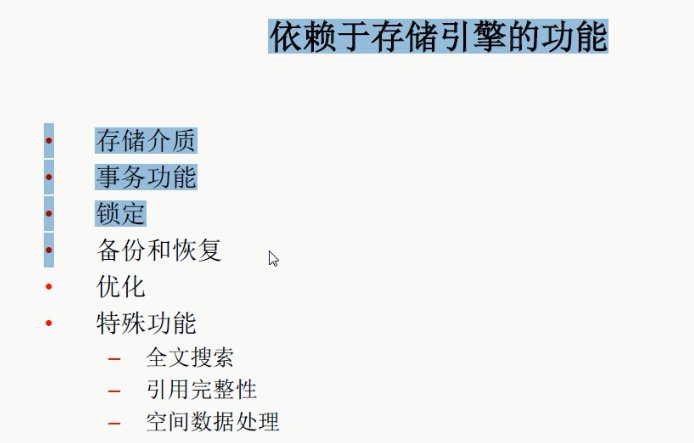 依赖于存储引擎的功能
• 存储介质
• 事务功能
• 锁定
• 备份和恢复
• 优化
• 特殊功能
– 全文搜索
– 引用完整性
– 空间数据处理